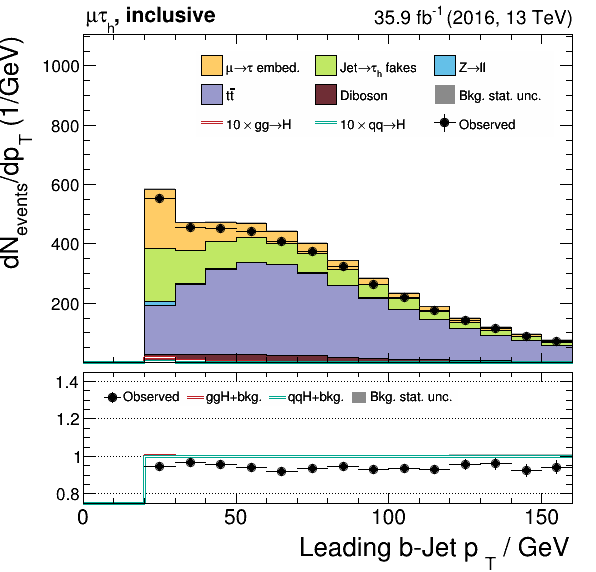 μτh, inclusive
35.9 fb-1 (2016, 13 TeV)
dNevents/dpT (1/GeV)
1000
800
600
400
200
μ→τ embed.
Jet→τh fakes
Z→ll
tt̄
Diboson
Bkg. stat. unc.
10 × gg→H
10 × qq→H
Observed
1.4
1.2
1
0.8
Observed
ggH+bkg.
qqH+bkg.
Bkg. stat. unc.
0
50
100
150
Leading b-Jet pT / GeV